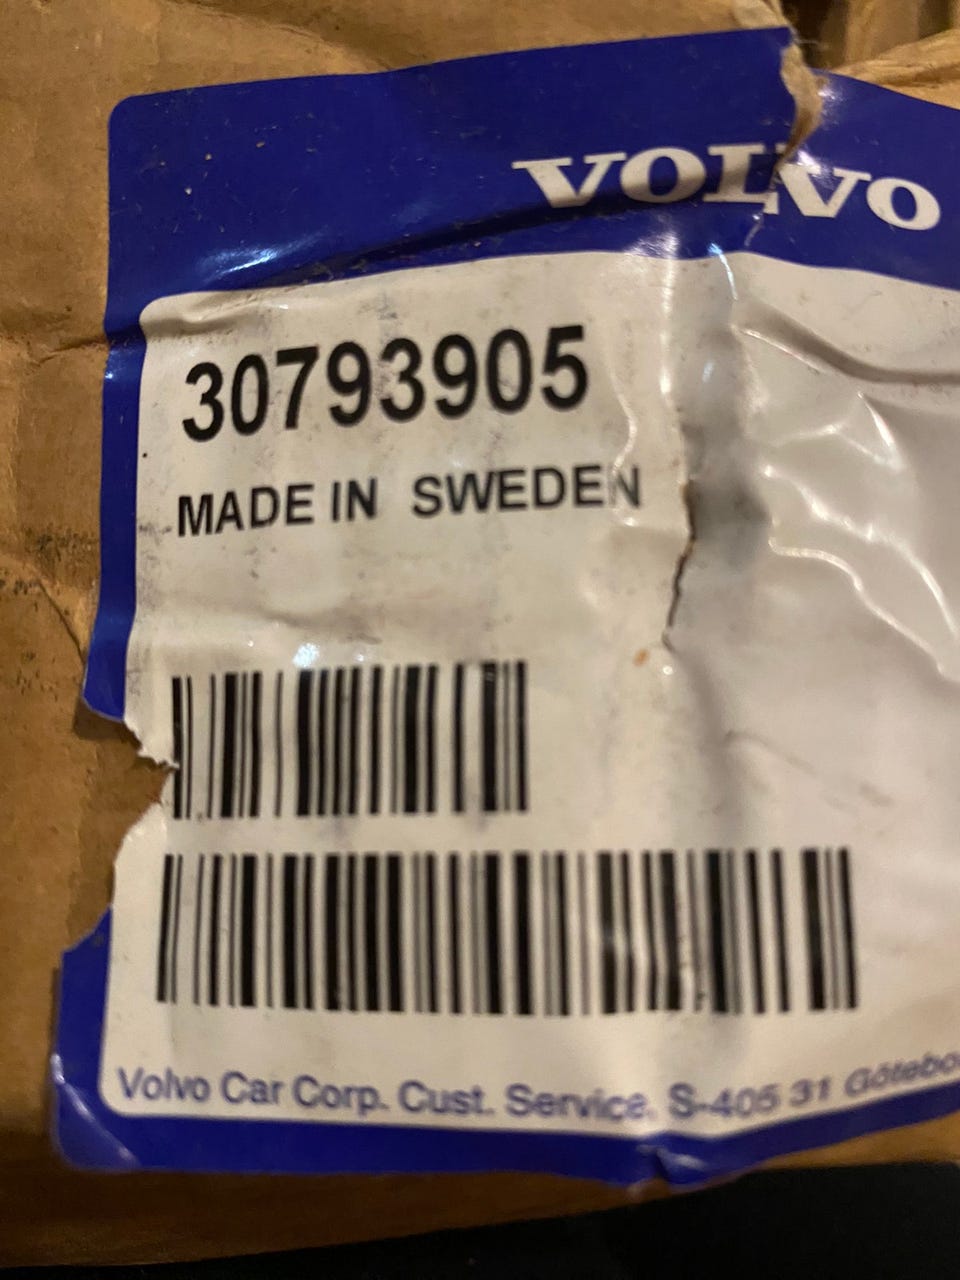 VOLVO
30793905
MADE IN SWEDEN
Volvo Car Corp. Cust. Service, S-405 31